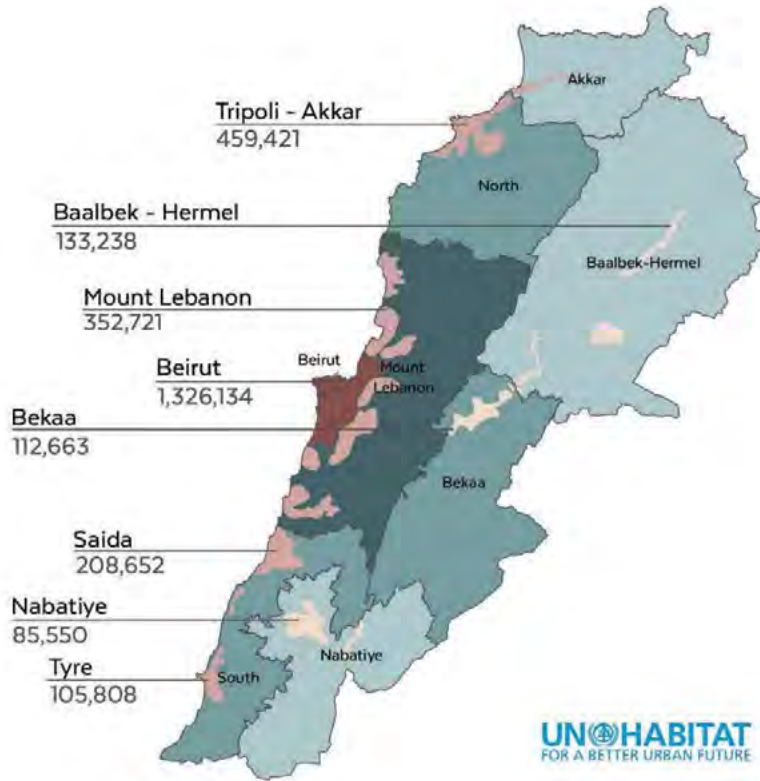 Akkar
Tripoli - Akkar
459,421
North
Baalbek - Hermel
133,238
Baalbek-Hermel
Mount Lebanon
352,721
Beirut
Mount
Lebanon
Beirut
1,326,134
Bekaa
112,663
Bekaa
Saida
208,652
Nabatiye
85,550
Nabatiye
Tyre
105,808
South
UN HABITAT
FOR A BETTER URBAN FUTURE